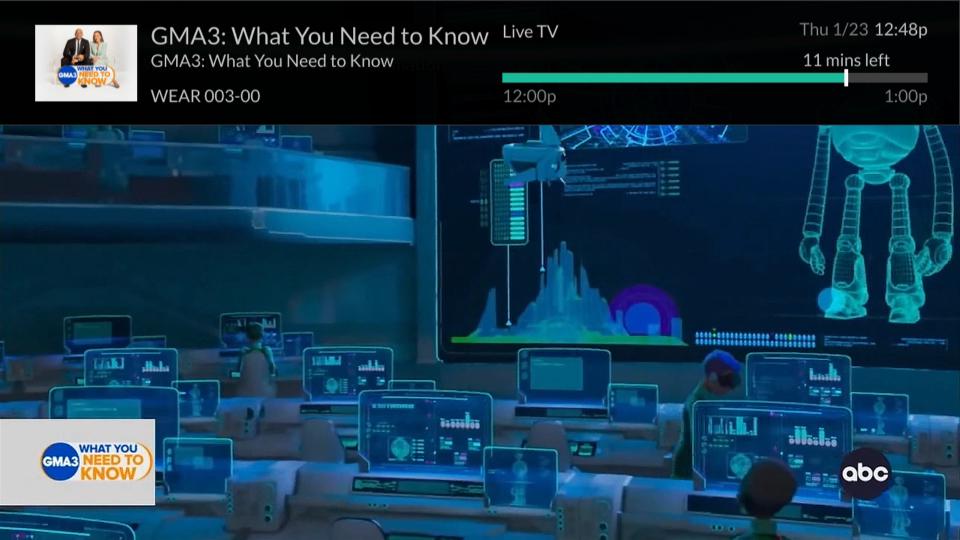 GMA3: What You Need to Know
GMA3: What You Need to Know
WEAR 003-00
Live TV
Thu 1/23 12:48p
11 mins left
12:00p
1:00p
GMA3 WHAT YOU
NEED TO
KNOW
GMA3
WHAT YOU
NEED TO
KNOW
abc